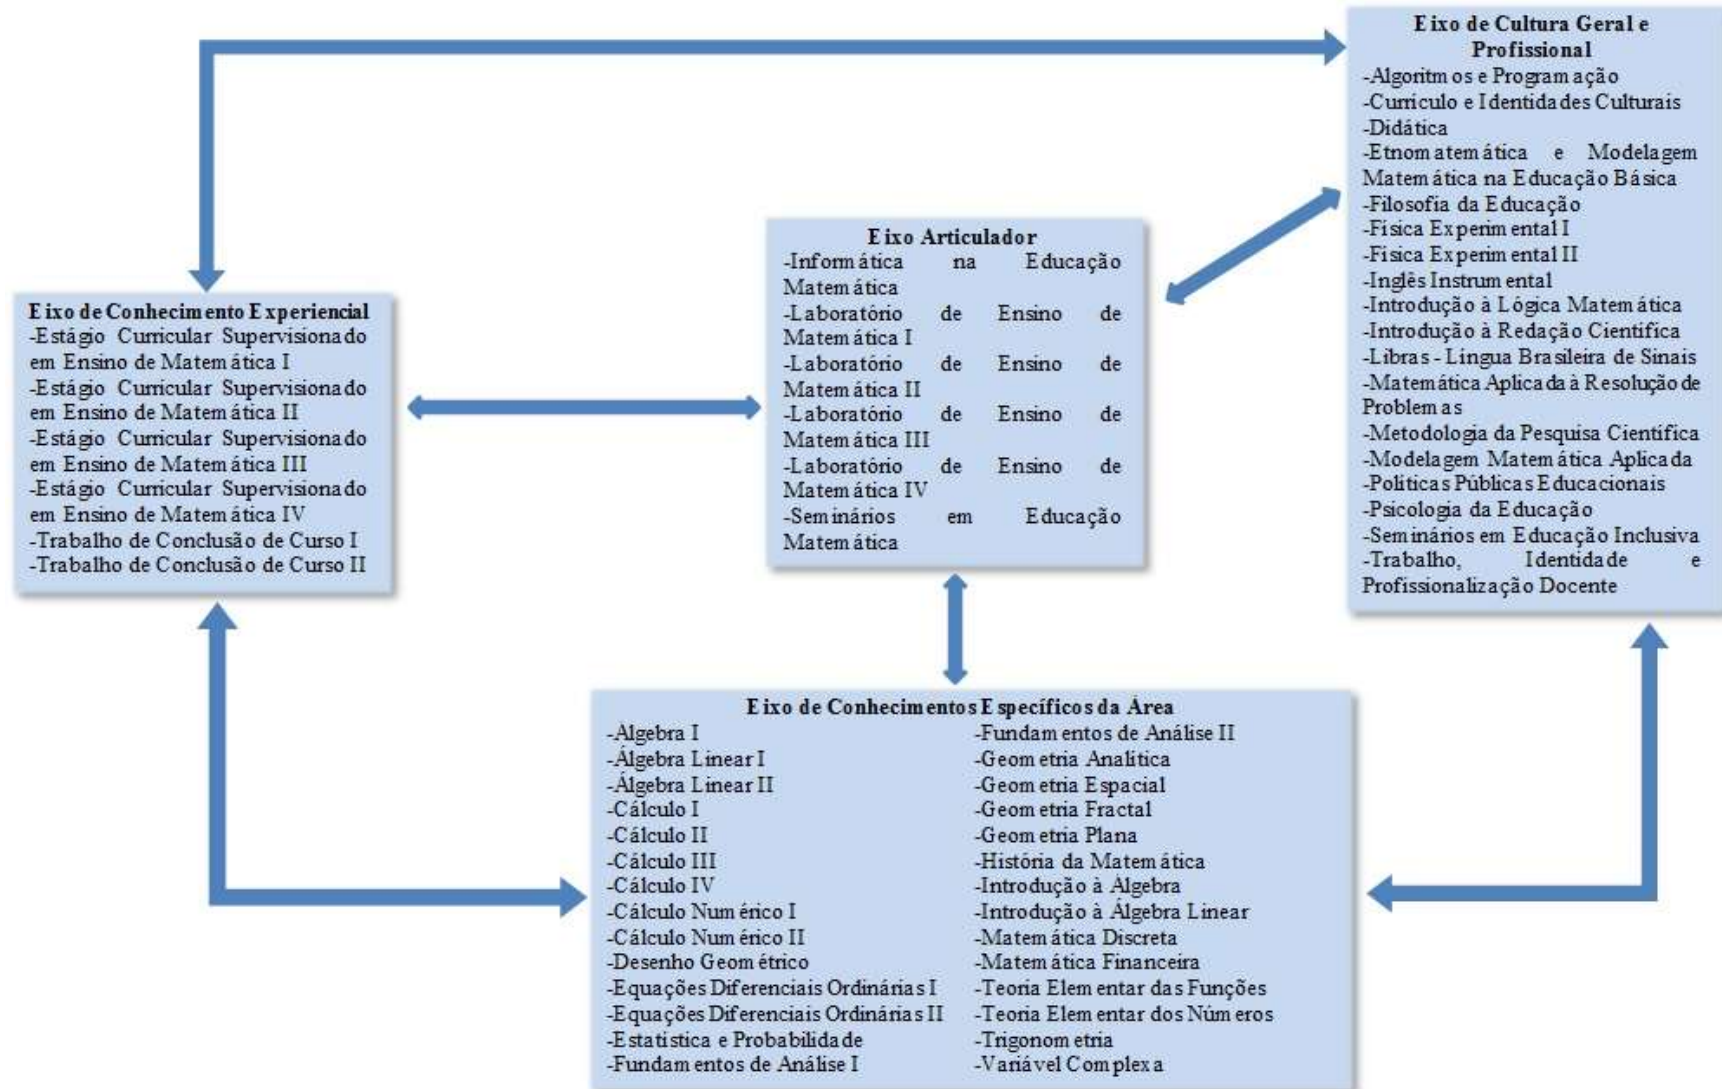 Eixo de Cultura Geral e
Profissional
-Algoritmos e Programação
-Currículo e Identidades Culturais
-Didática
-Etnomatemática e Modelagem
Matemática na Educação Básica
-Filosofia da Educação
-Física Experimental I
-Física Experimental II
-Inglês Instrumental
-Introdução à Lógica Matemática
-Introdução à Redação Científica
-Libras - Língua Brasileira de Sinais
-Matemática Aplicada à Resolução de
Problemas
-Metodologia da Pesquisa Científica
-Modelagem Matemática Aplicada
-Políticas Públicas Educacionais
-Psicologia da Educação
-Seminários em Educação Inclusiva
-Trabalho, Identidade e
Profissionalização Docente
Eixo Articulador
-Informática na Educação
Matemática
-Laboratório de Ensino de
Matemática I
-Laboratório de Ensino de
Matemática II
-Laboratório de Ensino de
Matemática III
-Laboratório de Ensino de
Matemática IV
-Seminários em Educação
Matemática
Eixo de Conhecimento Experiencial
-Estágio Curricular Supervisionado
em Ensino de Matemática I
-Estágio Curricular Supervisionado
em Ensino de Matemática II
-Estágio Curricular Supervisionado
em Ensino de Matemática III
-Estágio Curricular Supervisionado
em Ensino de Matemática IV
-Trabalho de Conclusão de Curso I
-Trabalho de Conclusão de Curso II
Eixo de Conhecimentos Específicos da Área
-Álgebra I
-Álgebra Linear I
-Álgebra Linear II
-Cálculo I
-Cálculo II
-Cálculo III
-Cálculo IV
-Cálculo Numérico I
-Cálculo Numérico II
-Desenho Geométrico
-Equações Diferenciais Ordinárias I
-Equações Diferenciais Ordinárias II
-Estatística e Probabilidade
-Fundamentos de Análise I
-Fundamentos de Análise II
-Geometria Analítica
-Geometria Espacial
-Geometria Fractal
-Geometria Plana
-História da Matemática
-Introdução à Álgebra
-Introdução à Álgebra Linear
-Matemática Discreta
-Matemática Financeira
-Teoria Elementar das Funções
-Teoria Elementar dos Números
-Trigonometria
-Variável Complexa